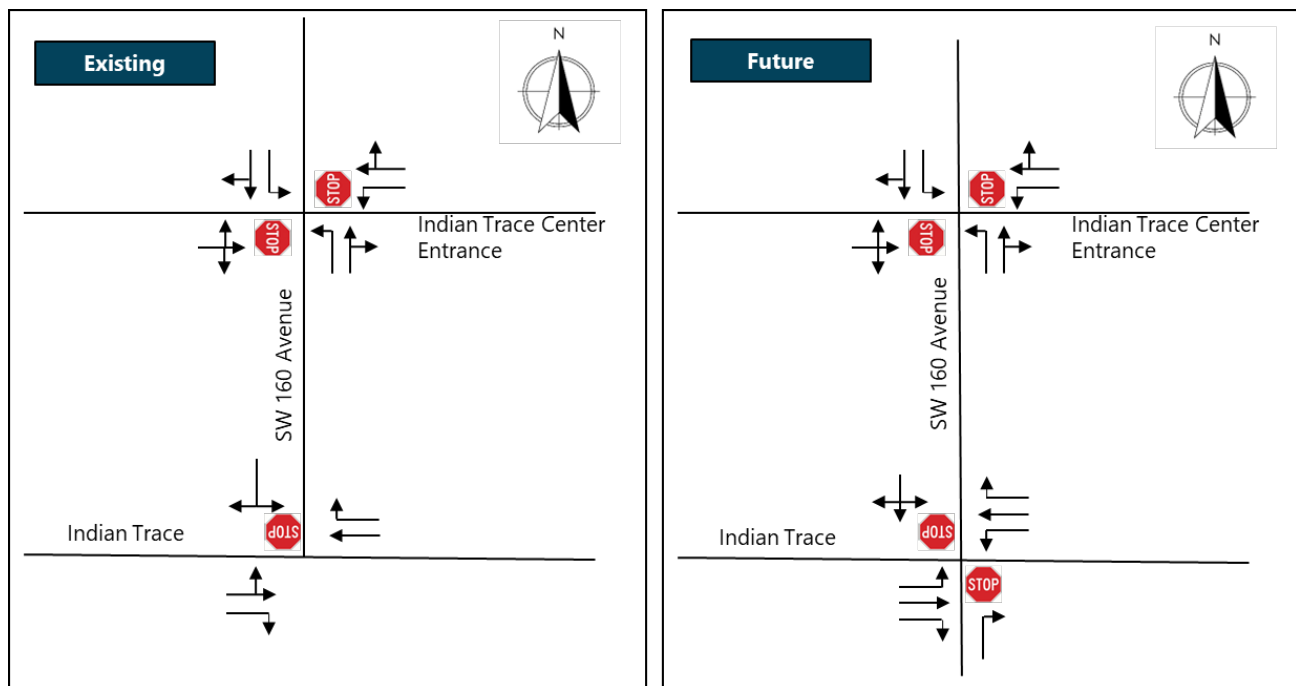 Existing
N
STOP
STOP
Indian Trace Center
Entrance
SW 160 Avenue
Indian Trace
STOP
Future
N
STOP
STOP
Indian Trace Center
Entrance
SW 160 Avenue
Indian Trace
STOP
STOP